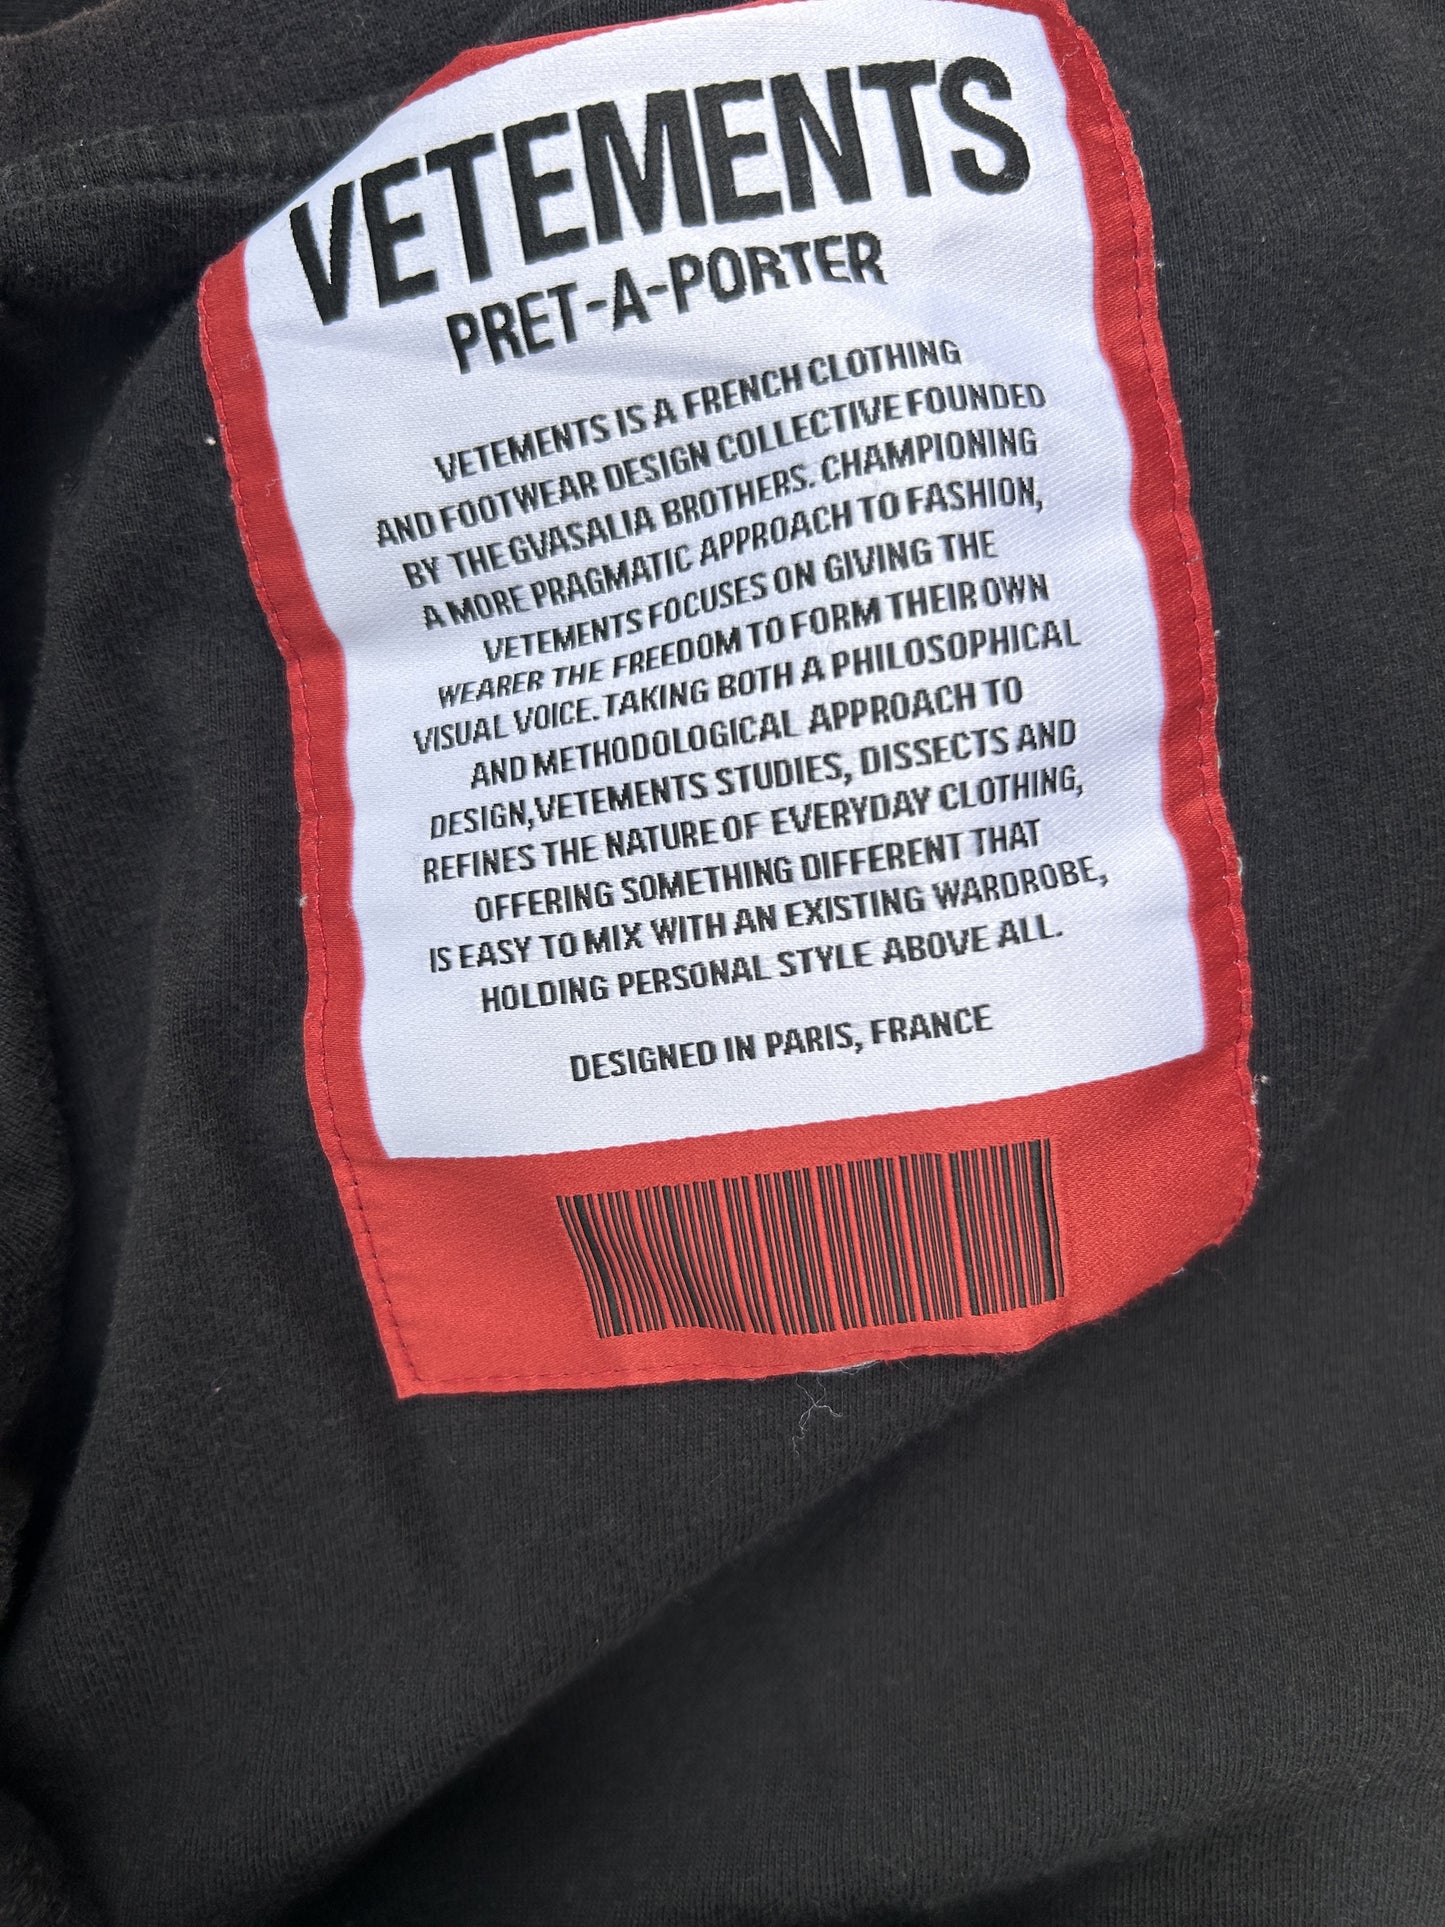 VETEMENTS
PRET-A-PORTER
VETEMENTS IS A FRENCH CLOTHING
AND FOOTWEAR DESIGN COLLECTIVE FOUNDED
BY THE GVASALIA BROTHERS. CHAMPIONING
A MORE PRAGMATIC APPROACH TO FASHION,
VETEMENTS FOCUSES ON GIVING THE
WEARER THE FREEDOM TO FORM THEIR OWN
VISUAL VOICE. TAKING BOTH A PHILOSOPHICAL
AND METHODOLOGICAL APPROACH TO
DESIGN, VETEMENTS STUDIES, DISSECTS AND
REFINES THE NATURE OF EVERYDAY CLOTHING,
OFFERING SOMETHING DIFFERENT THAT
IS EASY TO MIX WITH AN EXISTING WARDROBE,
HOLDING PERSONAL STYLE ABOVE ALL.
DESIGNED IN PARIS, FRANCE